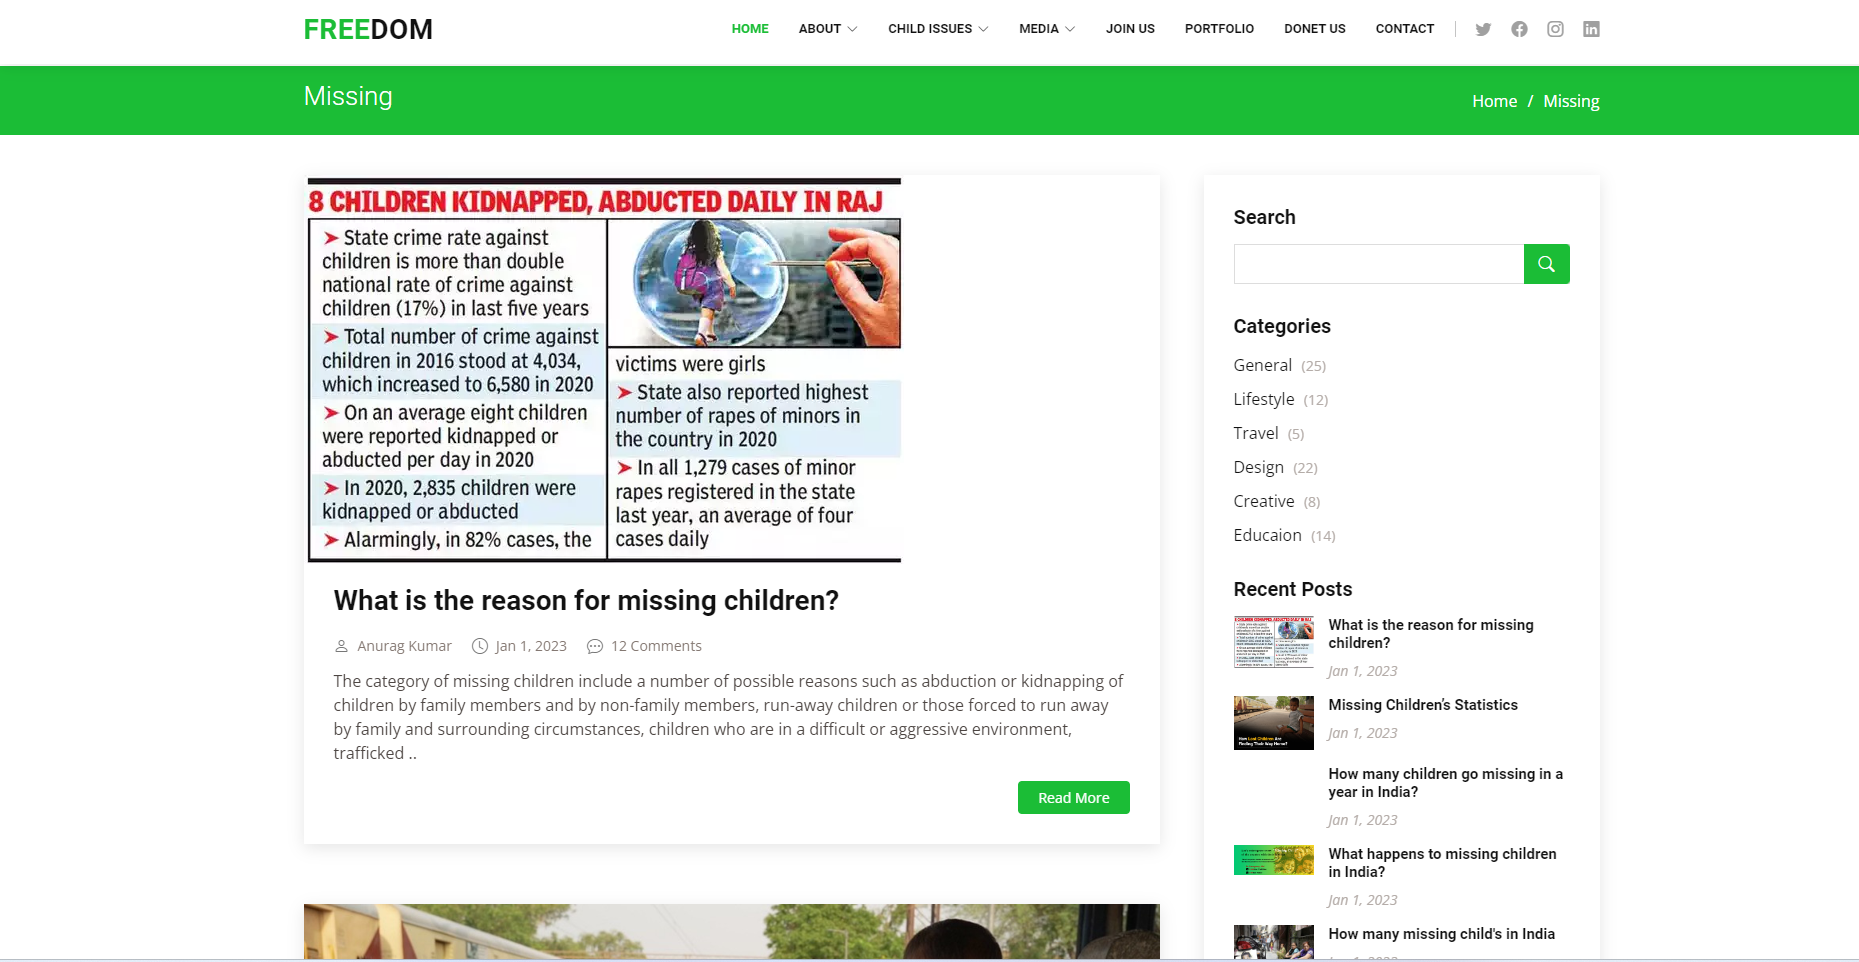 FREEDOM
HOME
ABOUT
CHILD ISSUES
MEDIA
JOIN US
PORTFOLIO
DONET US
CONTACT
Missing
Home / Missing
8 CHILDREN KIDNAPPED, ABDUCTED DAILY IN RAJ
State crime rate against
children is more than double
national rate of crime against
children (17%) in last five years
Total number of crime against
children in 2016 stood at 4,034,
which increased to 6,580 in 2020
On an average eight children
were reported kidnapped or
abducted per day in 2020
In 2020, 2,835 children were
kidnapped or abducted
Alarmingly, in 82% cases, the
victims were girls
State also reported highest
number of rapes of minors in
the country in 2020
In all 1,279 cases of minor
rapes registered in the state
last year, an average of four
cases daily
What is the reason for missing children?
Anurag Kumar
Jan 1, 2023
12 Comments
The category of missing children include a number of possible reasons such as abduction or kidnapping of
children by family members and by non-family members, run-away children or those forced to run away
by family and surrounding circumstances, children who are in a difficult or aggressive environment,
trafficked ..
Read More
Search
Categories
General (25)
Lifestyle (12)
Travel (5)
Design (22)
Creative (8)
Educaion (14)
Recent Posts
What is the reason for missing
children?
Jan 1, 2023
Missing Children's Statistics
Jan 1, 2023
How Lost Children Are
Finding Their Way Home?
How many children go missing in a
year in India?
Jan 1, 2023
What happens to missing children
in India?
Jan 1, 2023
How many missing child's in India